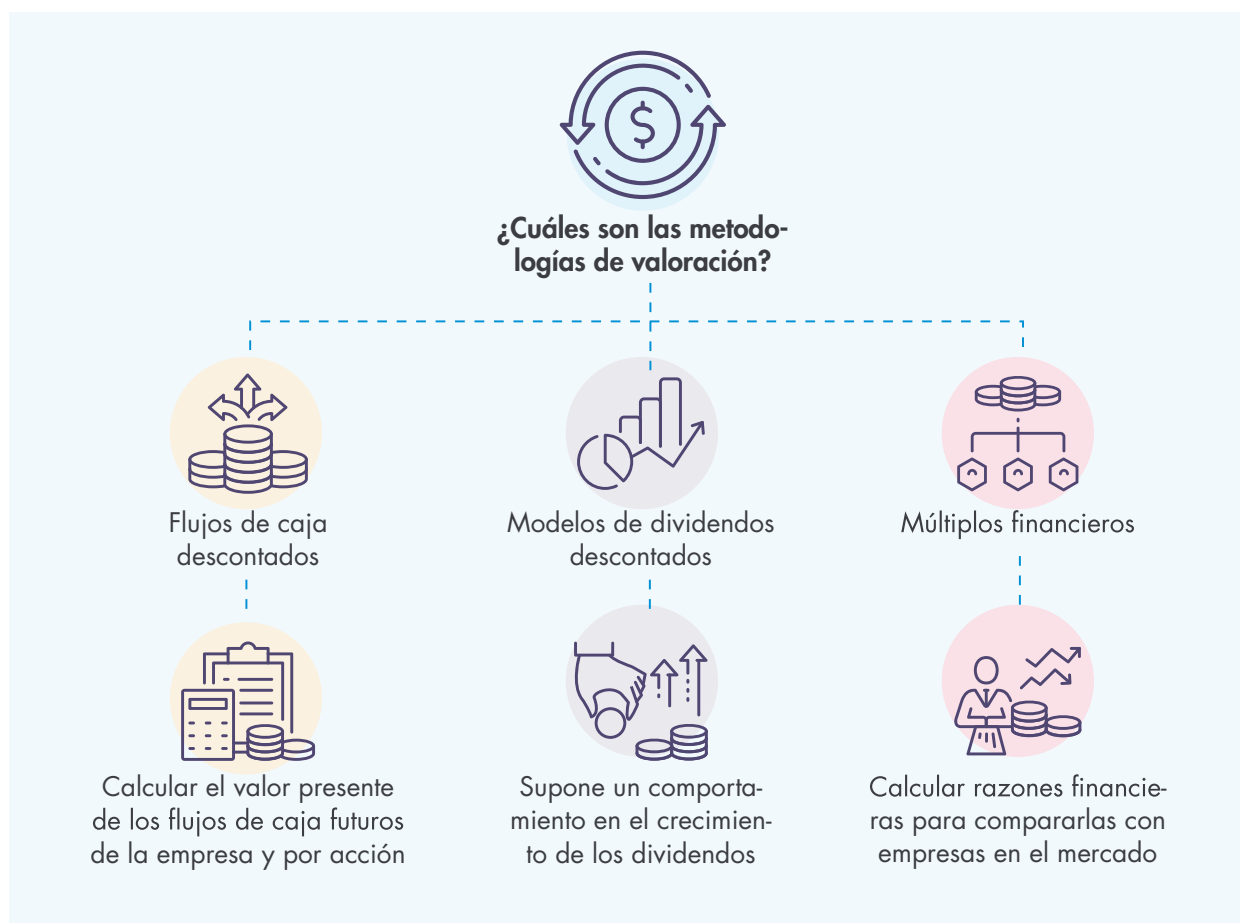 $
¿Cuáles son las metodo-
logías de valoración?
Flujos de caja
descontados
Modelos de dividendos
descontados
Múltiplos financieros
Calcular el valor presente
de los flujos de caja futuros
de la empresa y por acción
Supone un comporta-
miento en el crecimien-
to de los dividendos
Calcular razones financie-
ras para compararlas con
empresas en el mercado